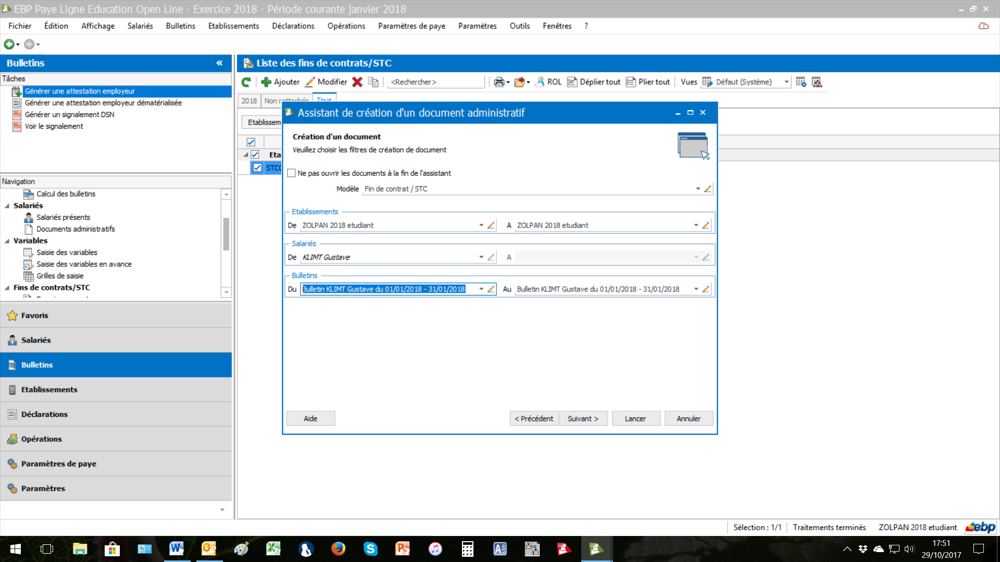 EBP Paye Ligne Education Open Line - Exercice 2018 - Période courante janvier 2018
Fichier Édition Affichage Salariés Bulletins Etablissements Déclarations Opérations Paramètres de paye Paramètres Outils Fenêtres ?
Bulletins «
Tâches
Générer une attestation employeur
Générer une attestation employeur dématérialisée
Générer un signalement DSN
Voir le signalement
Navigation
Calcul des bulletins
Salariés
Salariés présents
Documents administratifs
Variables
Saisie des variables
Saisie des variables en avance
Grilles de saisie
Fins de contrats/STC
Favoris
Salariés
Bulletins
Etablissements
Déclarations
Opérations
Paramètres de paye
Paramètres
Liste des fins de contrats/STC
Ajouter Modifier <Rechercher> ROL Déplier tout Plier tout Vues Défaut (Système)
2018 Non rattachés Tous
Etablissem
Eta
STC
Assistant de création d'un document administratif
Création d'un document
Veuillez choisir les filtres de création de document
Ne pas ouvrir les documents à la fin de l'assistant
Modèle Fin de contrat / STC
Etablissements
De ZOLPAN 2018 etudiant A ZOLPAN 2018 etudiant
Salariés
De KLIMT Gustave A
Bulletins
Du Bulletin KLIMT Gustave du 01/01/2018 - 31/01/2018 Au Bulletin KLIMT Gustave du 01/01/2018 - 31/01/2018
Aide < Précédent Suivant > Lancer Annuler
Sélection : 1/1 Traitements terminés ZOLPAN 2018 etudiant ebp
17:51
29/10/2017